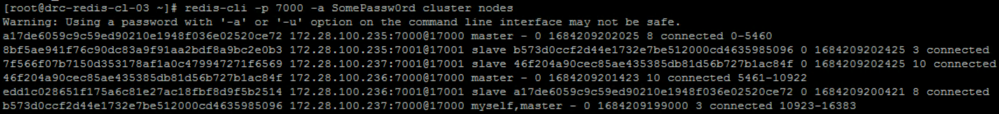 [root@drc-redis-cl-03 ~]# redis-cli -p 7000 -a SomePassw0rd cluster nodes
Warning: Using a password with '-a' or '-u' option on the command line interface may not be safe.
a17de6059c9c59ed90210e1948f036e02520ce72 172.28.100.235:7000@17000 master - 0 1684209202025 8 connected 0-5460
8bf5ae941f76c90dc83a9f91aa2bdf8a9bc2e0b3 172.28.100.235:7001@17001 slave b573d0ccf2d44e1732e7be512000cd4635985096 0 1684209202425 3 connected
7f566f07b7150d353178af1a0c479947271f6569 172.28.100.237:7001@17001 slave 46f204a90cec85ae435385db81d56b727b1ac84f 0 1684209202425 10 connected
46f204a90cec85ae435385db81d56b727b1ac84f 172.28.100.236:7000@17000 master - 0 1684209201423 10 connected 5461-10922
edd1c028651f175a6c81e27ac18fbf8d9f5b2514 172.28.100.236:7001@17001 slave a17de6059c9c59ed90210e1948f036e02520ce72 0 1684209200421 8 connected
b573d0ccf2d44e1732e7be512000cd4635985096 172.28.100.237:7000@17000 myself,master - 0 1684209199000 3 connected 10923-16383